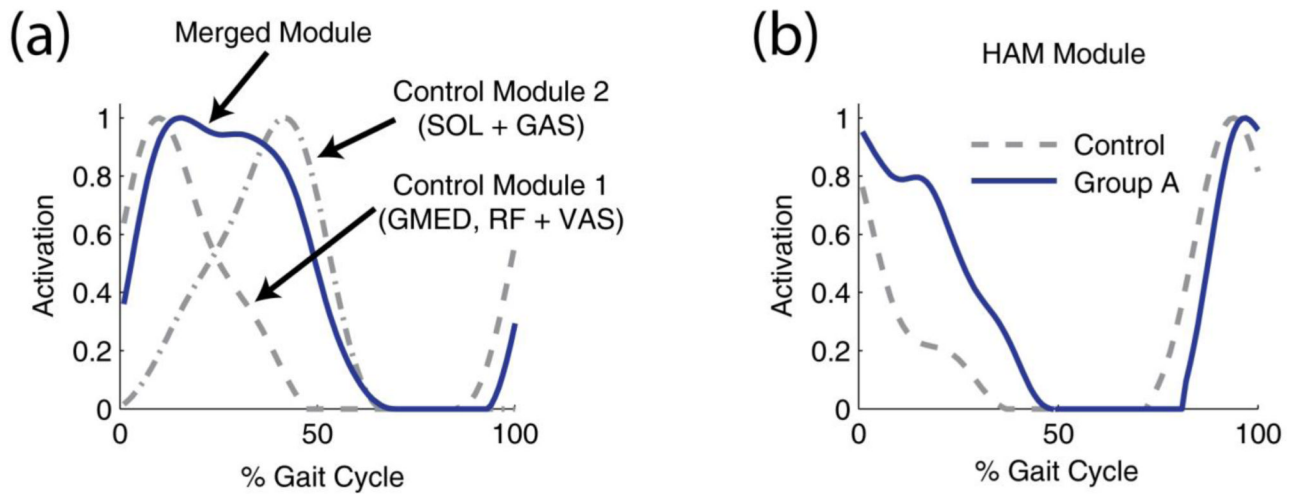 (a)
Merged Module
Control Module 2
(SOL + GAS)
Control Module 1
(GMED, RF + VAS)
Activation
1
0.8
0.6
0.4
0.2
0
0
50
100
% Gait Cycle
(b)
HAM Module
Control
Group A
Activation
1
0.8
0.6
0.4
0.2
0
0
50
100
% Gait Cycle